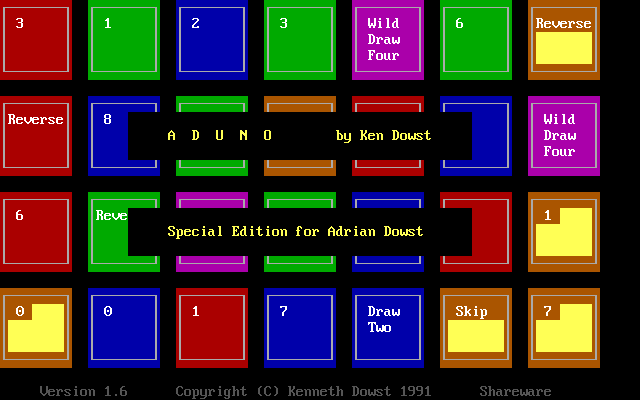 3 1 2 3 Wild Draw Four 6 Reverse
Reverse 8 Wild Draw Four
A D U N O by Ken Dowst
6 Reve 1
Special Edition for Adrian Dowst
0 0 1 7 Draw Two Skip 7
Version 1.6 Copyright (C) Kenneth Dowst 1991 Shareware